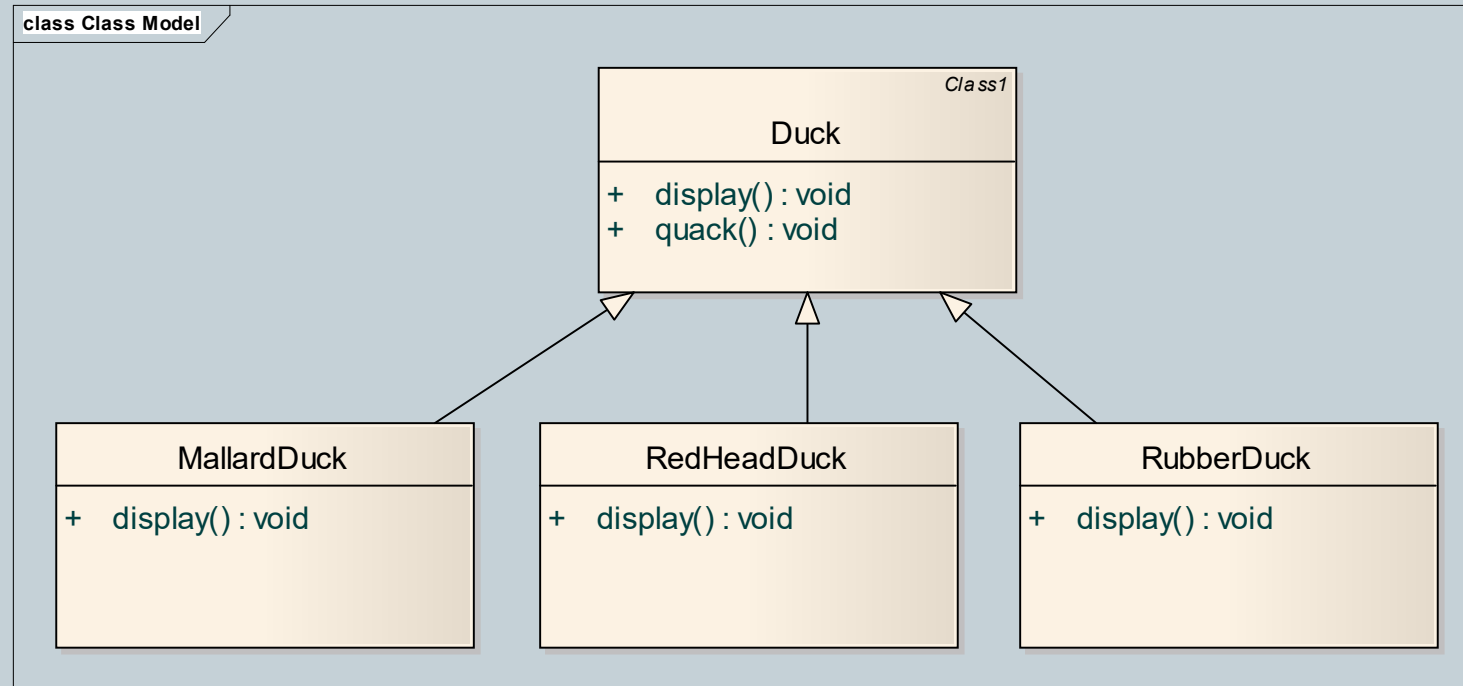 class Class Model
Class1
Duck
+ display() : void
+ quack() : void
MallardDuck
+ display() : void
RedHeadDuck
+ display() : void
RubberDuck
+ display() : void